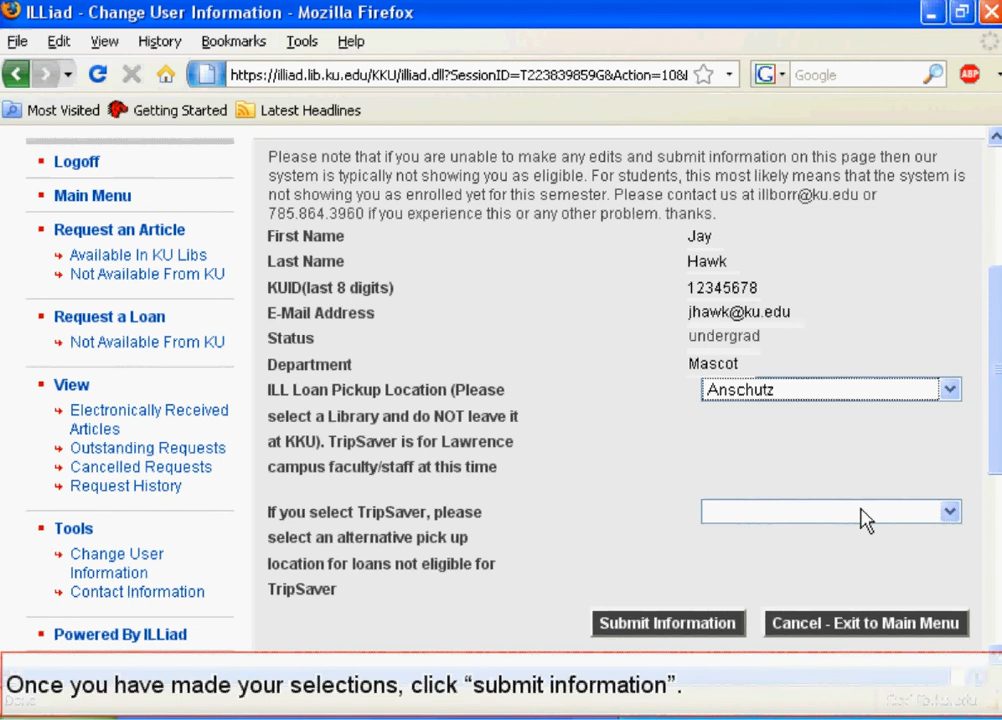 ILLiad - Change User Information - Mozilla Firefox
File Edit View History Bookmarks Tools Help
https://illiad.lib.ku.edu/KKU/illiad.dll?SessionID=T223839859G&Action=10&l
G Google ABP
Most Visited Getting Started Latest Headlines
Logoff
Main Menu
Request an Article
Available In KU Libs
Not Available From KU
Request a Loan
Not Available From KU
View
Electronically Received
Articles
Outstanding Requests
Cancelled Requests
Request History
Tools
Change User
Information
Contact Information
Powered By ILLiad
Please note that if you are unable to make any edits and submit information on this page then our
system is typically not showing you as eligible. For students, this most likely means that the system is
not showing you as enrolled yet for this semester. Please contact us at illborr@ku.edu or
785.864.3960 if you experience this or any other problem. thanks.
First Name Jay
Last Name Hawk
KUID(last 8 digits) 12345678
E-Mail Address jhawk@ku.edu
Status undergrad
Department Mascot
ILL Loan Pickup Location (Please Anschutz
select a Library and do NOT leave it
at KKU). TripSaver is for Lawrence
campus faculty/staff at this time
If you select TripSaver, please
select an alternative pick up
location for loans not eligible for
TripSaver
Submit Information Cancel - Exit to Main Menu
Once you have made your selections, click “submit information”.
Done